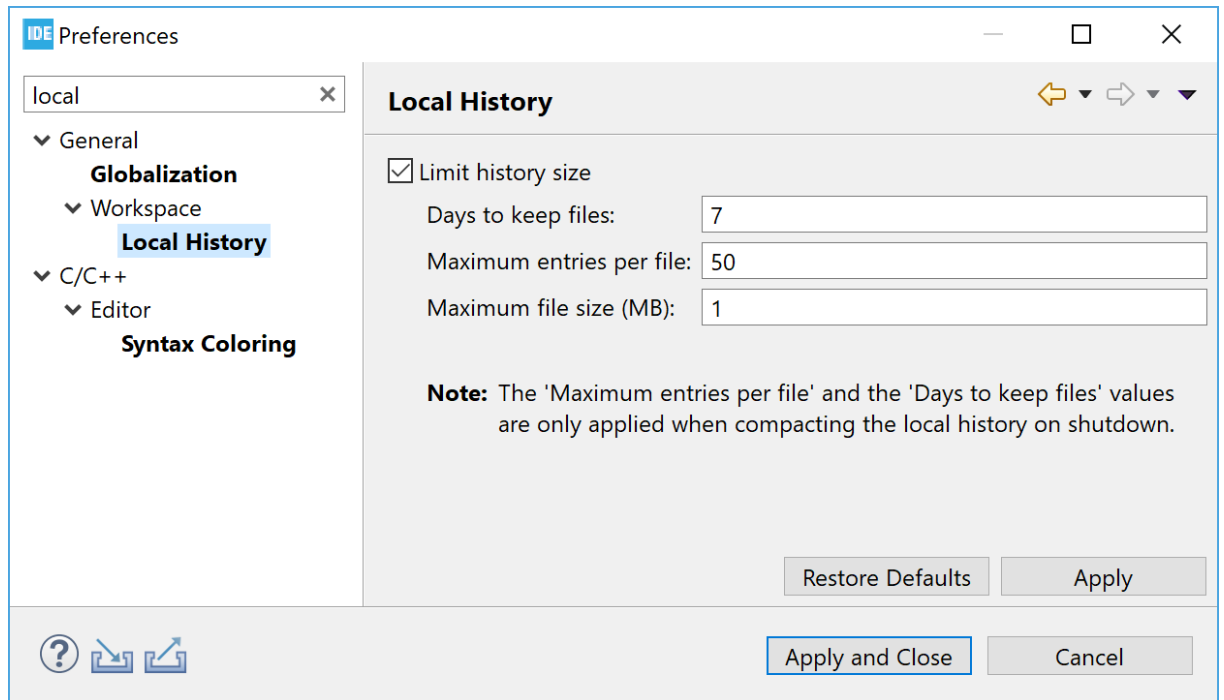 IDE Preferences
local
General
Globalization
Workspace
Local History
C/C++
Editor
Syntax Coloring
Local History
Limit history size
Days to keep files: 7
Maximum entries per file: 50
Maximum file size (MB): 1
Note: The 'Maximum entries per file' and the 'Days to keep files' values
are only applied when compacting the local history on shutdown.
Restore Defaults Apply
? Apply and Close Cancel